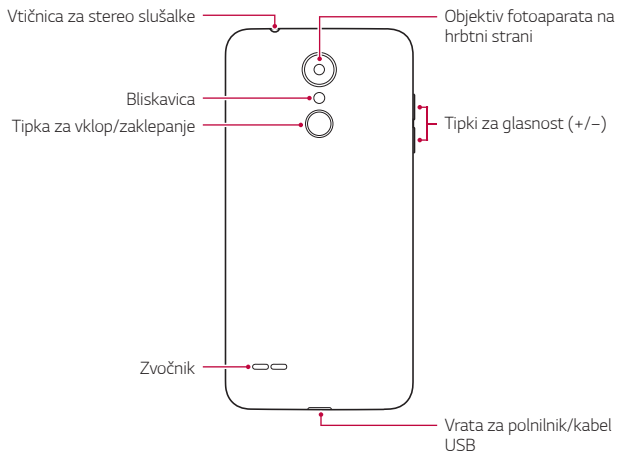 Vtičnica za stereo slušalke
Bliskavica
Tipka za vklop/zaklepanje
Zvočnik
Objektiv fotoaparata na
hrbtni strani
Tipki za glasnost (+/−)
Vrata za polnilnik/kabel
USB